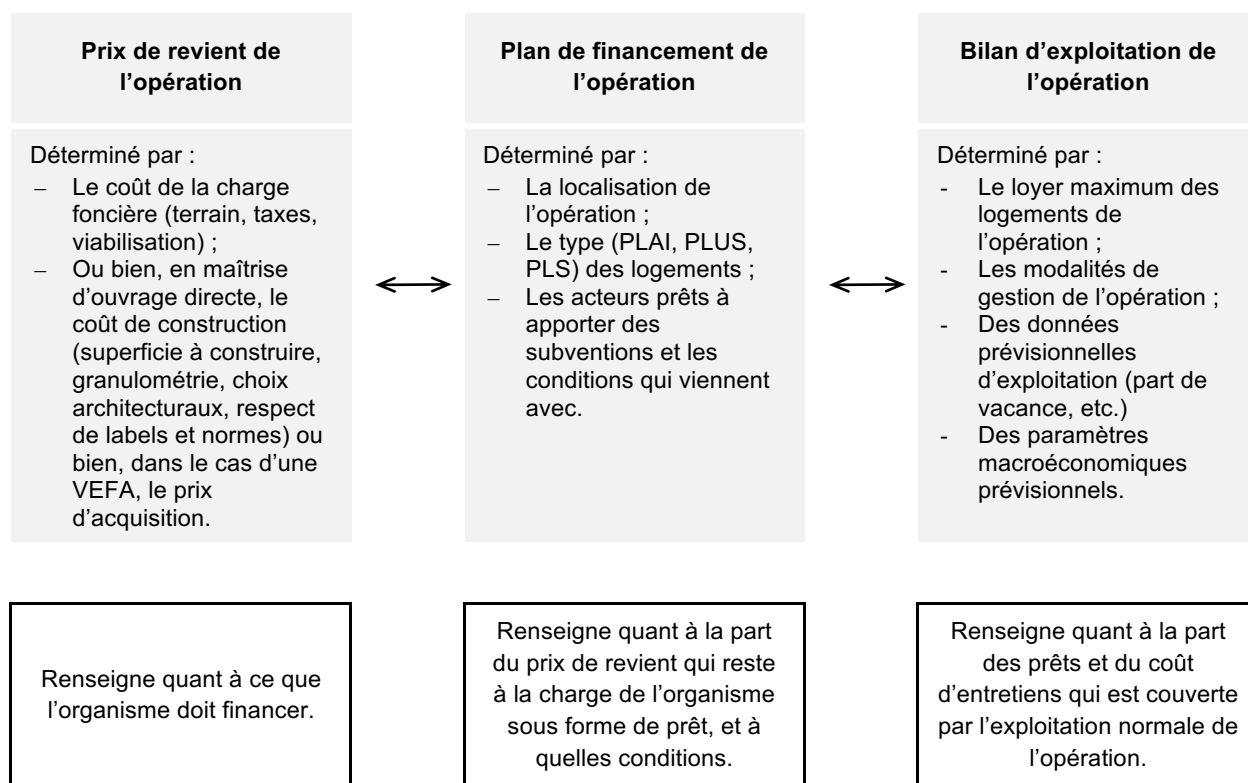 Prix de revient de
l’opération
Déterminé par :
– Le coût de la charge
foncière (terrain, taxes,
viabilisation) ;
– Ou bien, en maîtrise
d’ouvrage directe, le
coût de construction
(superficie à construire,
granulométrie, choix
architecturaux, respect
de labels et normes) ou
bien, dans le cas d’une
VEFA, le prix
d’acquisition.
Renseigne quant à ce que
l’organisme doit financer.
Plan de financement de
l’opération
Déterminé par :
– La localisation de
l’opération ;
– Le type (PLAI, PLUS,
PLS) des logements ;
– Les acteurs prêts à
apporter des
subventions et les
conditions qui viennent
avec.
Renseigne quant à la part
du prix de revient qui reste
à la charge de l’organisme
sous forme de prêt, et à
quelles conditions.
Bilan d’exploitation de
l’opération
Déterminé par :
- Le loyer maximum des
logements de
l’opération ;
- Les modalités de
gestion de l’opération ;
- Des données
prévisionnelles
d’exploitation (part de
vacance, etc.)
- Des paramètres
macroéconomiques
prévisionnels.
Renseigne quant à la part
des prêts et du coût
d’entretiens qui est couverte
par l’exploitation normale de
l’opération.